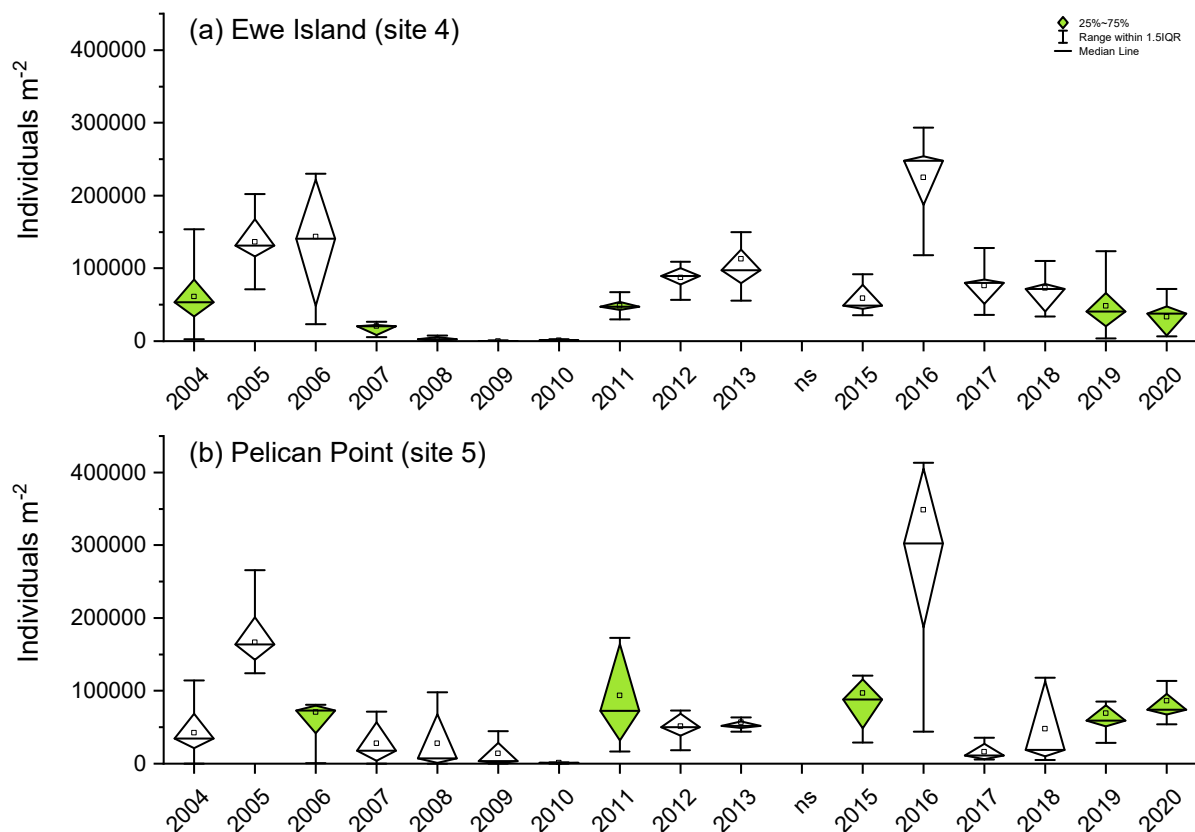 (a) Ewe Island (site 4)
25%~75%
Range within 1.5IQR
Median Line
Individuals m⁻²
400000
300000
200000
100000
0
2004 2005 2006 2007 2008 2009 2010 2011 2012 2013 ns 2015 2016 2017 2018 2019 2020
(b) Pelican Point (site 5)
Individuals m⁻²
400000
300000
200000
100000
0
2004 2005 2006 2007 2008 2009 2010 2011 2012 2013 ns 2015 2016 2017 2018 2019 2020